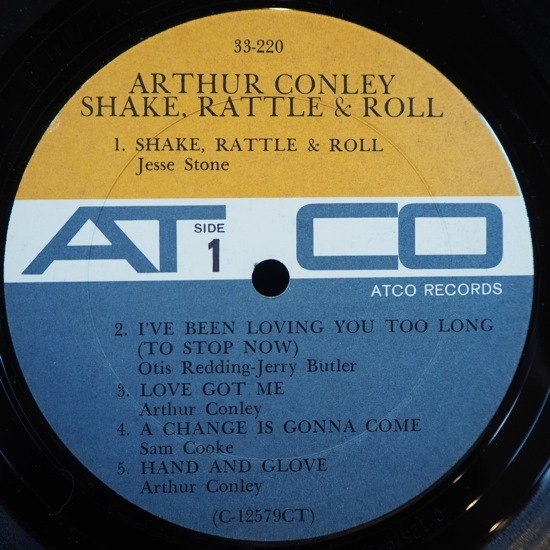 33-220
ARTHUR CONLEY
SHAKE, RATTLE & ROLL
1. SHAKE, RATTLE & ROLL
Jesse Stone
ATCO
SIDE
1
ATCO RECORDS
2. I'VE BEEN LOVING YOU TOO LONG
(TO STOP NOW)
Otis Redding-Jerry Butler
3. LOVE GOT ME
Arthur Conley
4. A CHANGE IS GONNA COME
Sam Cooke
5. HAND AND GLOVE
Arthur Conley
(C-12579CT)